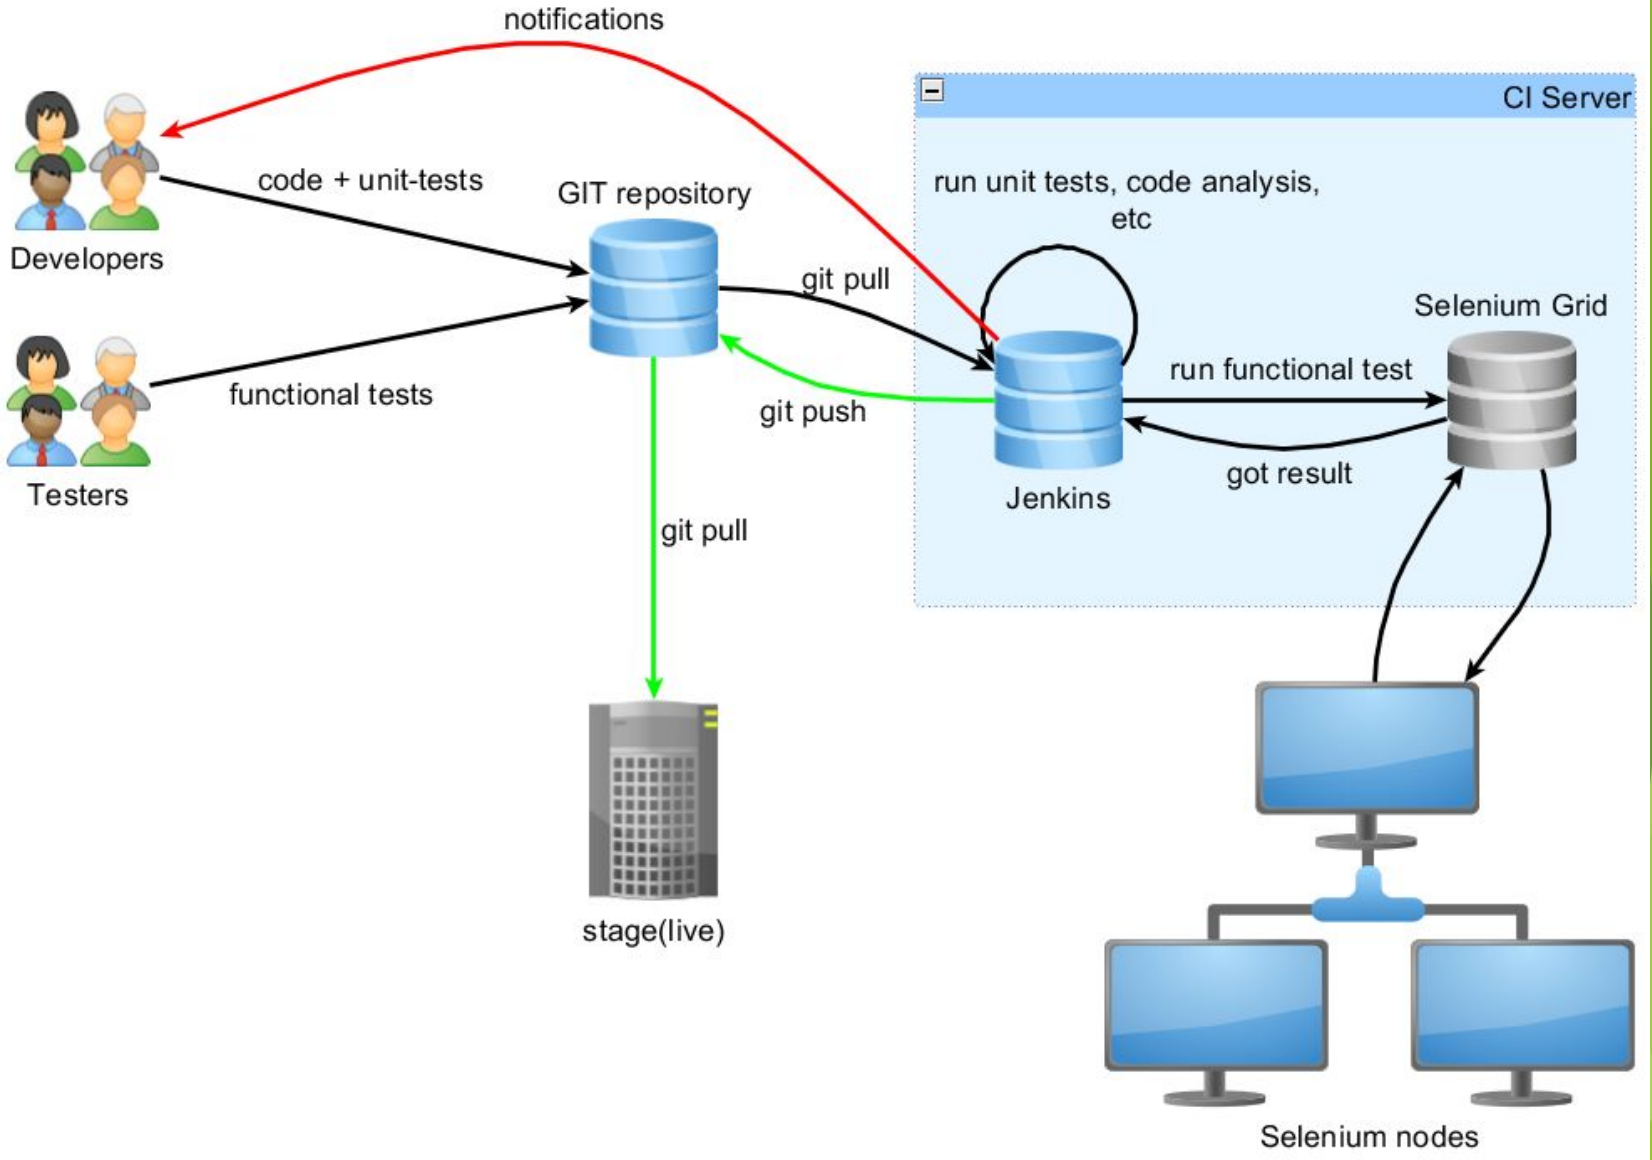 notifications
CI Server
code + unit-tests
GIT repository
run unit tests, code analysis,
etc
Developers
git pull
Selenium Grid
run functional test
functional tests
git push
got result
Testers
Jenkins
git pull
stage(live)
Selenium nodes